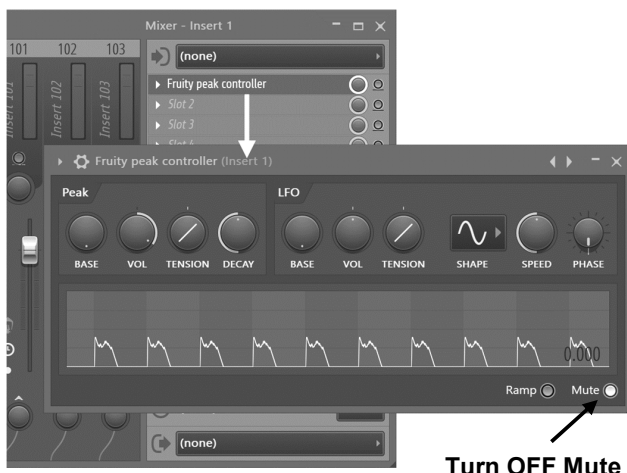 Mixer - Insert 1
101 102 103
(none)
Insert 101
Insert 102
Insert 103
Fruity peak controller
Slot 2
Slot 3
Slot 4
Fruity peak controller (Insert 1)
Peak LFO
BASE VOL TENSION DECAY BASE VOL TENSION SHAPE SPEED PHASE
0.000
Ramp Mute
(none)
Turn OFF Mute